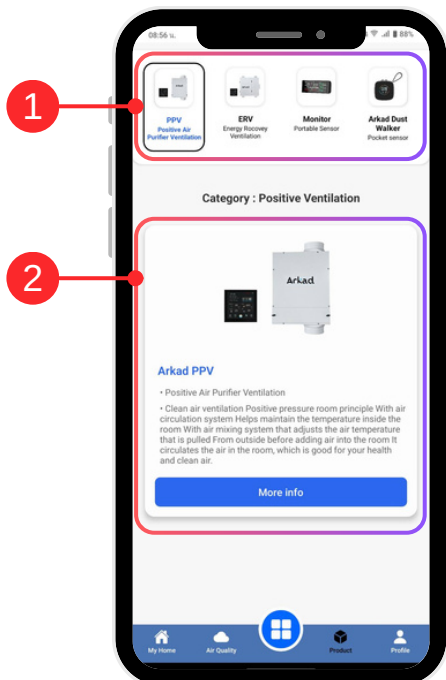 08:56 น.
88%
PPV
Positive Air
Purifier Ventilation
ERV
Energy Rocovey
Ventilation
Monitor
Portable Sensor
Arkad Dust
Walker
Pocket sensor
1
Category : Positive Ventilation
2
Arkad
Arkad PPV
• Positive Air Purifier Ventilation
• Clean air ventilation Positive pressure room principle With air
circulation system Helps maintain the temperature inside the
room With air mixing system that adjusts the air temperature
that is pulled From outside before adding air into the room It
circulates the air in the room, which is good for your health
and clean air.
More info
My Home
Air Quality
Product
Profile